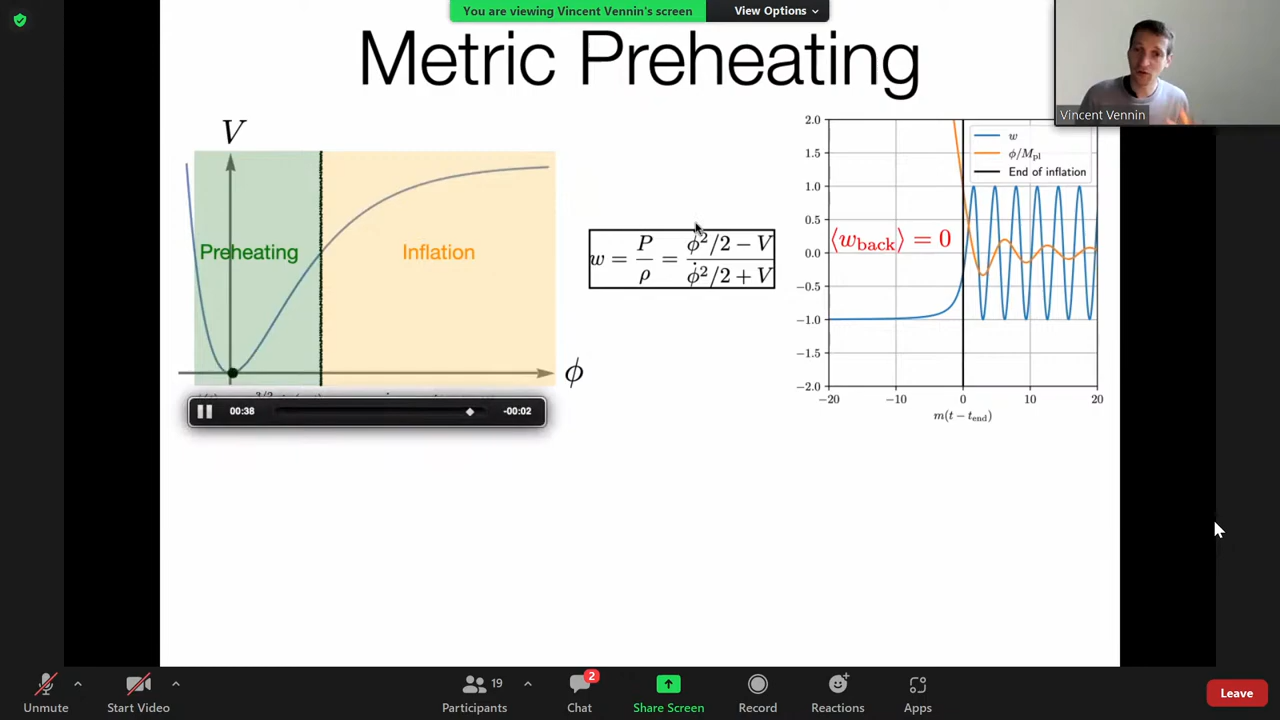 You are viewing Vincent Vennin's screen
View Options
Metric Preheating
Vincent Vennin
V
Preheating
Inflation
ϕ
w = P/ρ = (ϕ̇²/2 − V)/(ϕ̇²/2 + V)
00:38
-00:02
w
ϕ/M_pl
End of inflation
⟨w_back⟩ = 0
2.0
1.5
1.0
0.5
0.0
−0.5
−1.0
−1.5
−2.0
−20 −10 0 10 20
m(t − t_end)
Unmute
Start Video
19
Participants
2
Chat
Share Screen
Record
Reactions
Apps
Leave